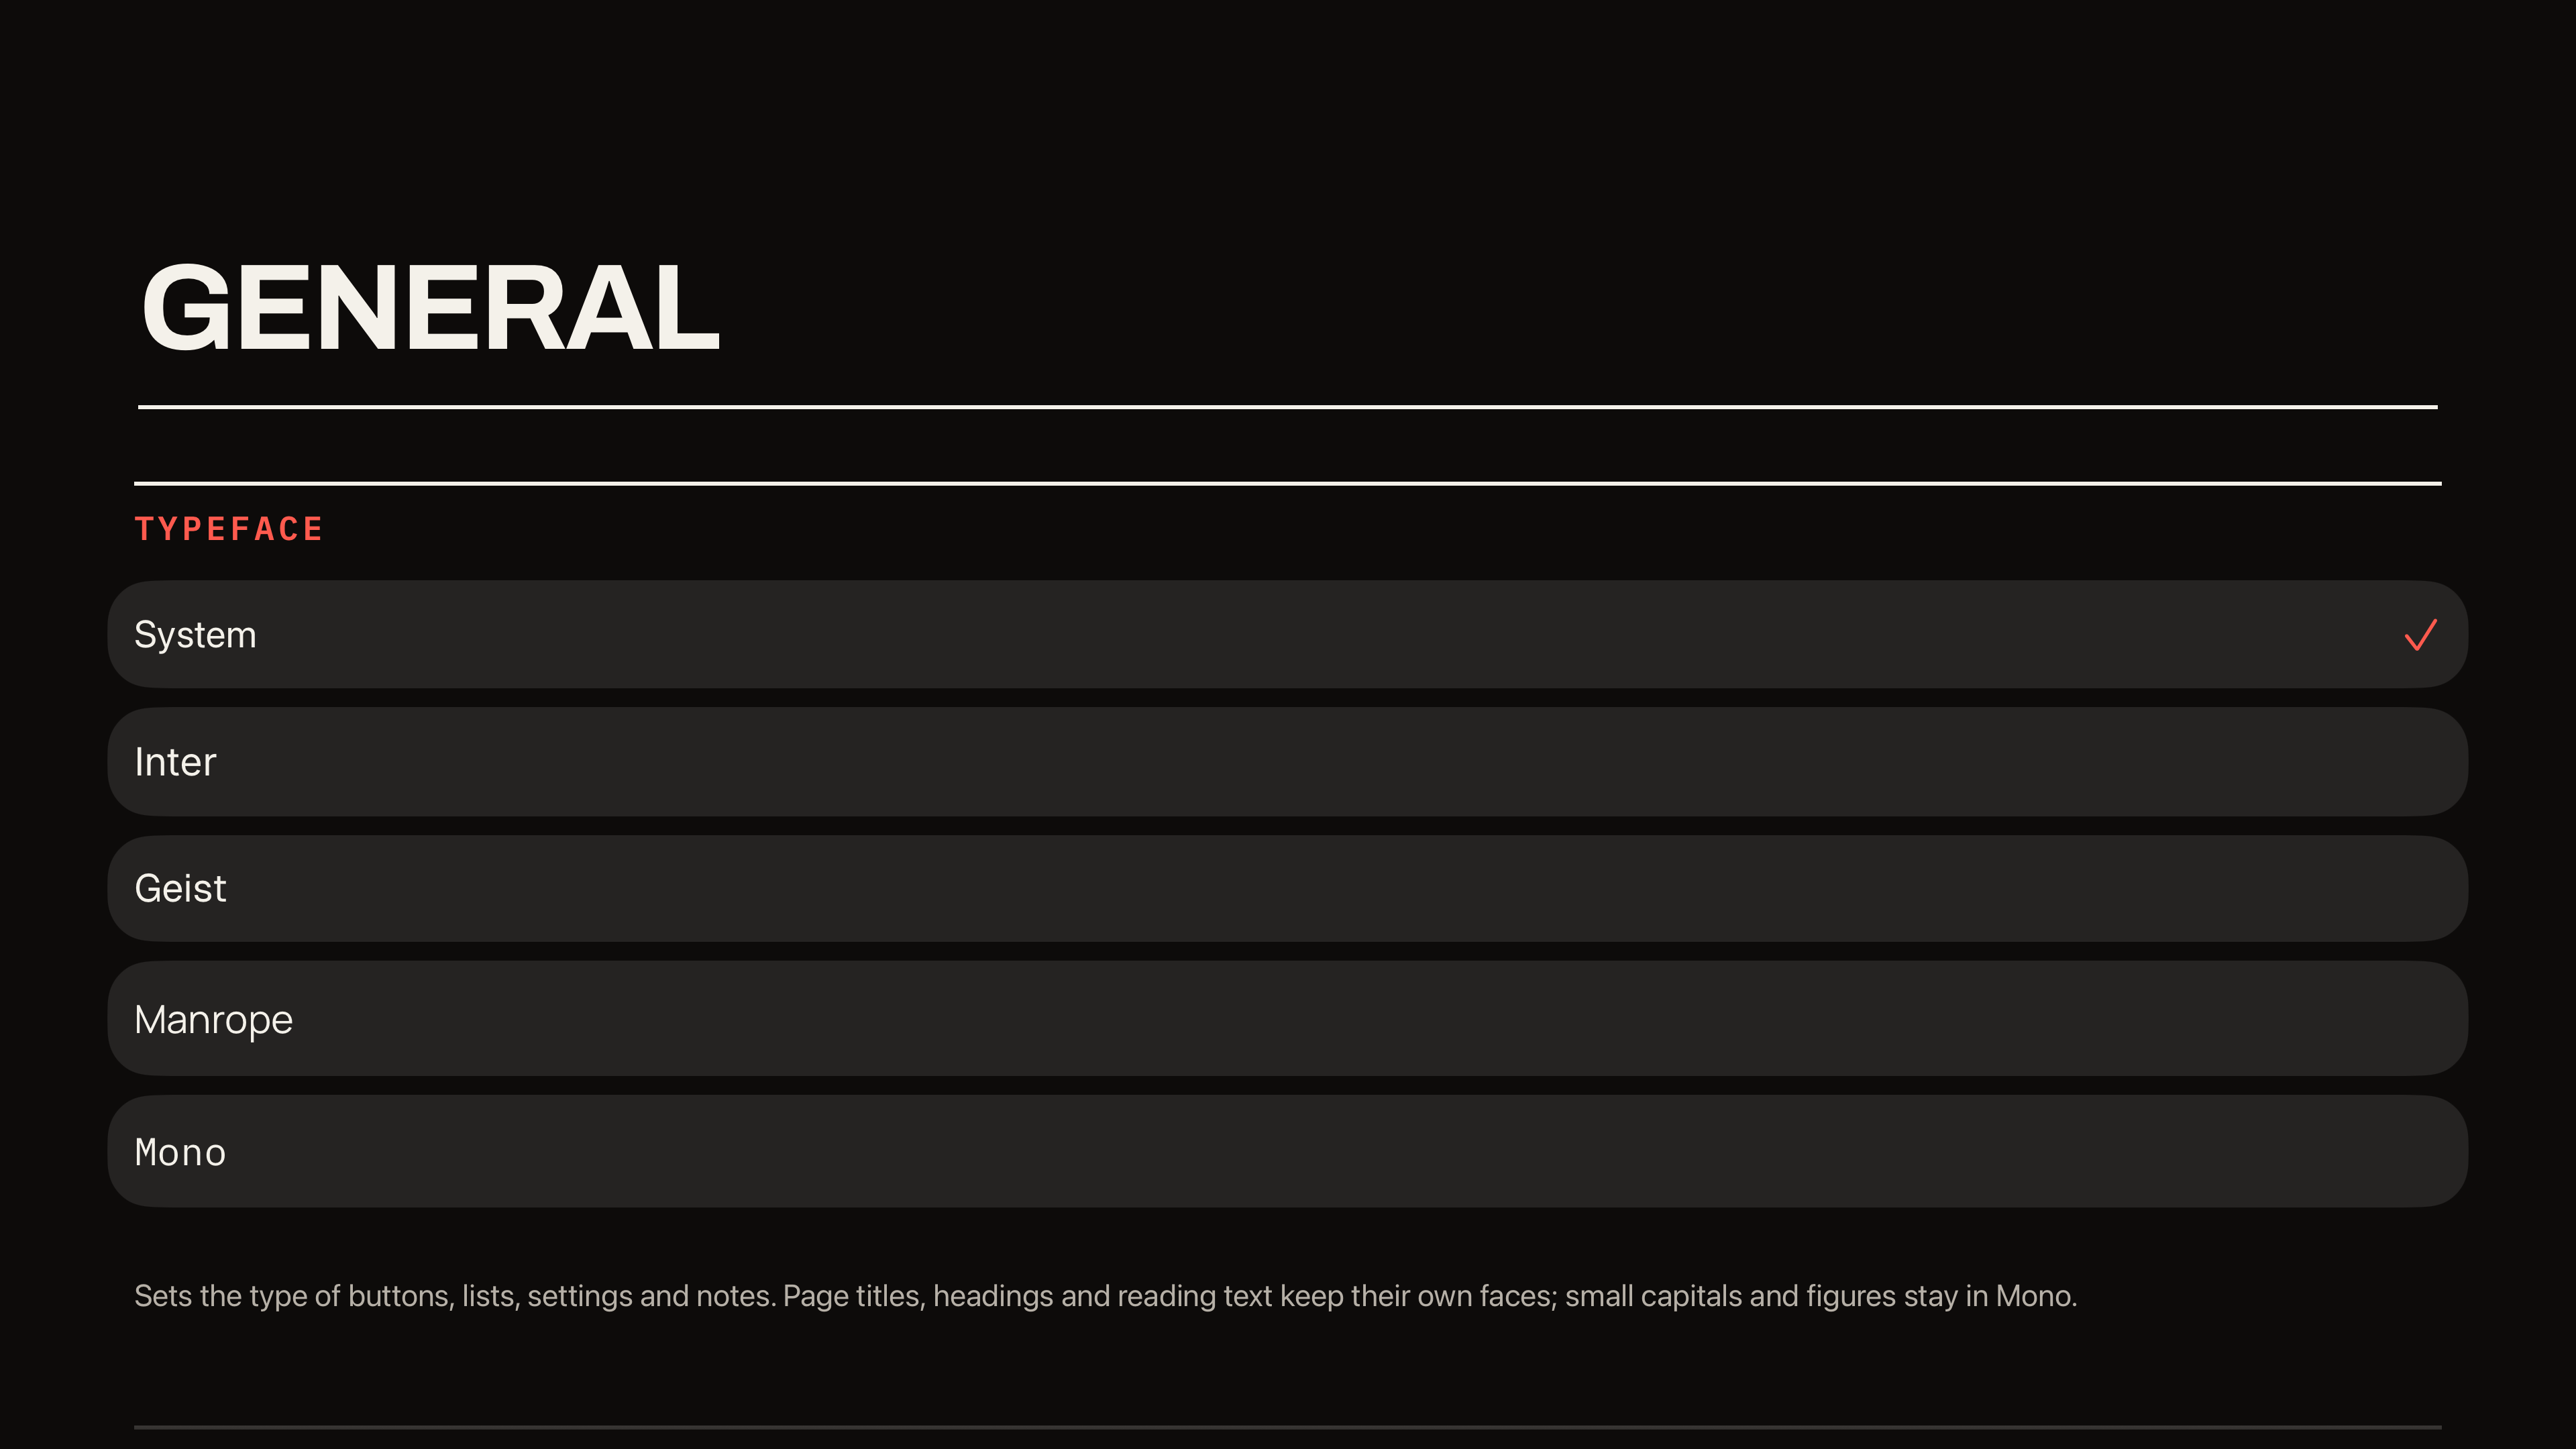 GENERAL
TYPEFACE
System
Inter
Geist
Manrope
Mono
Sets the type of buttons, lists, settings and notes. Page titles, headings and reading text keep their own faces; small capitals and figures stay in Mono.